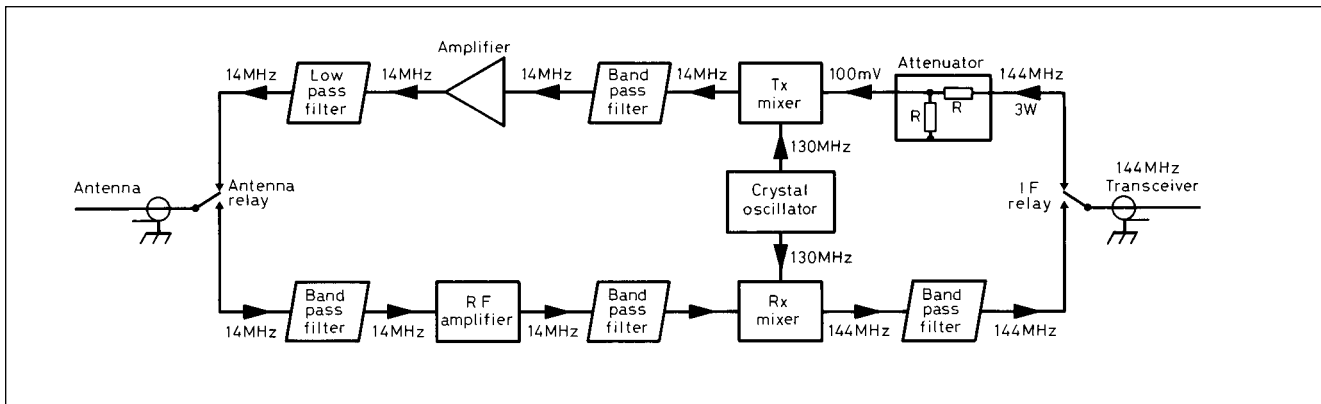 Amplifier
Attenuator
14MHz
Low
pass
filter
14MHz
14MHz
Band
pass
filter
14MHz
Tx
mixer
100mV
R
R
144MHz
3W
130MHz
Antenna
Antenna
relay
Crystal
oscillator
IF
relay
144MHz
Transceiver
130MHz
14MHz
Band
pass
filter
14MHz
RF
amplifier
14MHz
Band
pass
filter
Rx
mixer
144MHz
Band
pass
filter
144MHz